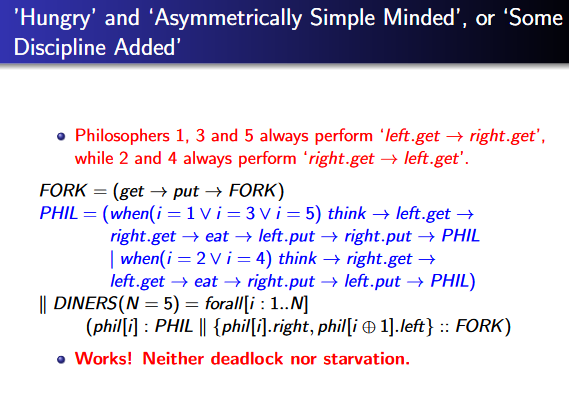 'Hungry' and 'Asymmetrically Simple Minded', or 'Some
Discipline Added'
Philosophers 1, 3 and 5 always perform 'left.get → right.get',
while 2 and 4 always perform 'right.get → left.get'.
FORK = (get → put → FORK)
PHIL = (when(i = 1 ∨ i = 3 ∨ i = 5) think → left.get →
right.get → eat → left.put → right.put → PHIL
| when(i = 2 ∨ i = 4) think → right.get →
left.get → eat → right.put → left.put → PHIL)
‖ DINERS(N = 5) = forall[i : 1..N]
(phil[i] : PHIL ‖ {phil[i].right, phil[i ⊕ 1].left} :: FORK)
Works! Neither deadlock nor starvation.